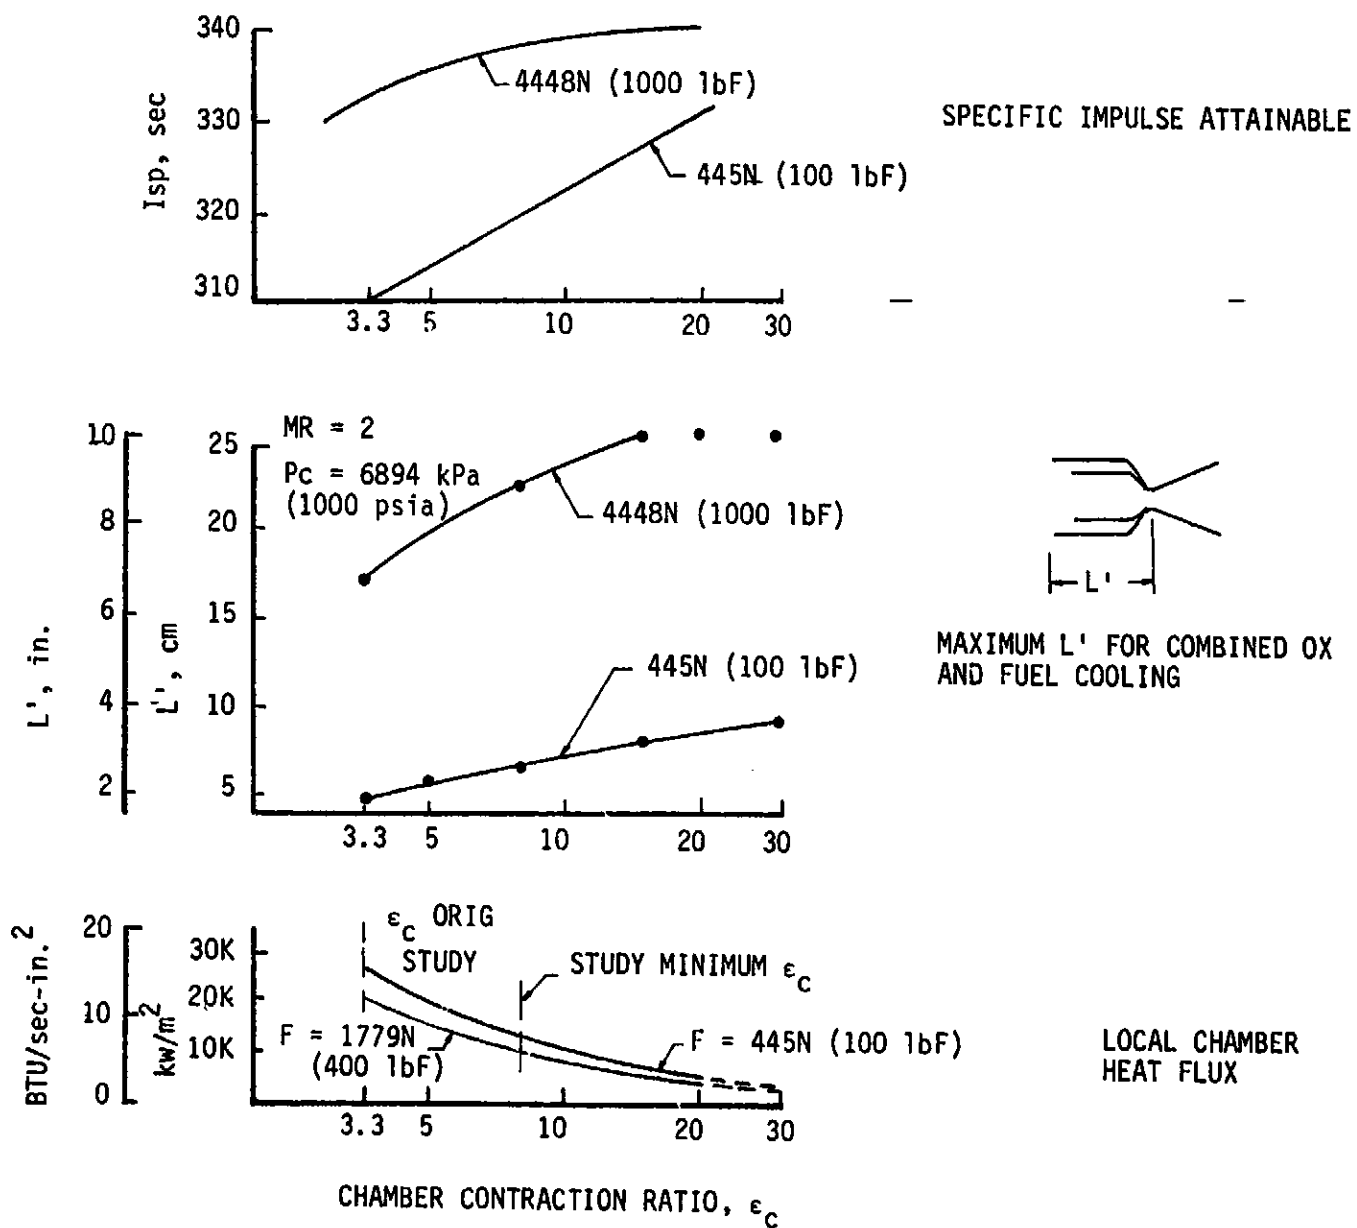 340
330
320
310
Isp, sec
4448N (1000 lbF)
445N (100 lbF)
SPECIFIC IMPULSE ATTAINABLE
3.3 5 10 20 30
MR = 2
Pc = 6894 kPa
(1000 psia)
10
8
6
4
2
L', in.
25
20
15
10
5
L', cm
4448N (1000 lbF)
445N (100 lbF)
L'
MAXIMUM L' FOR COMBINED OX
AND FUEL COOLING
3.3 5 10 20 30
20
10
0
BTU/sec-in.²
30K
20K
10K
kw/m²
εc ORIG
STUDY
STUDY MINIMUM εc
F = 1779N
(400 lbF)
F = 445N (100 lbF)
LOCAL CHAMBER
HEAT FLUX
3.3 5 10 20 30
CHAMBER CONTRACTION RATIO, εc